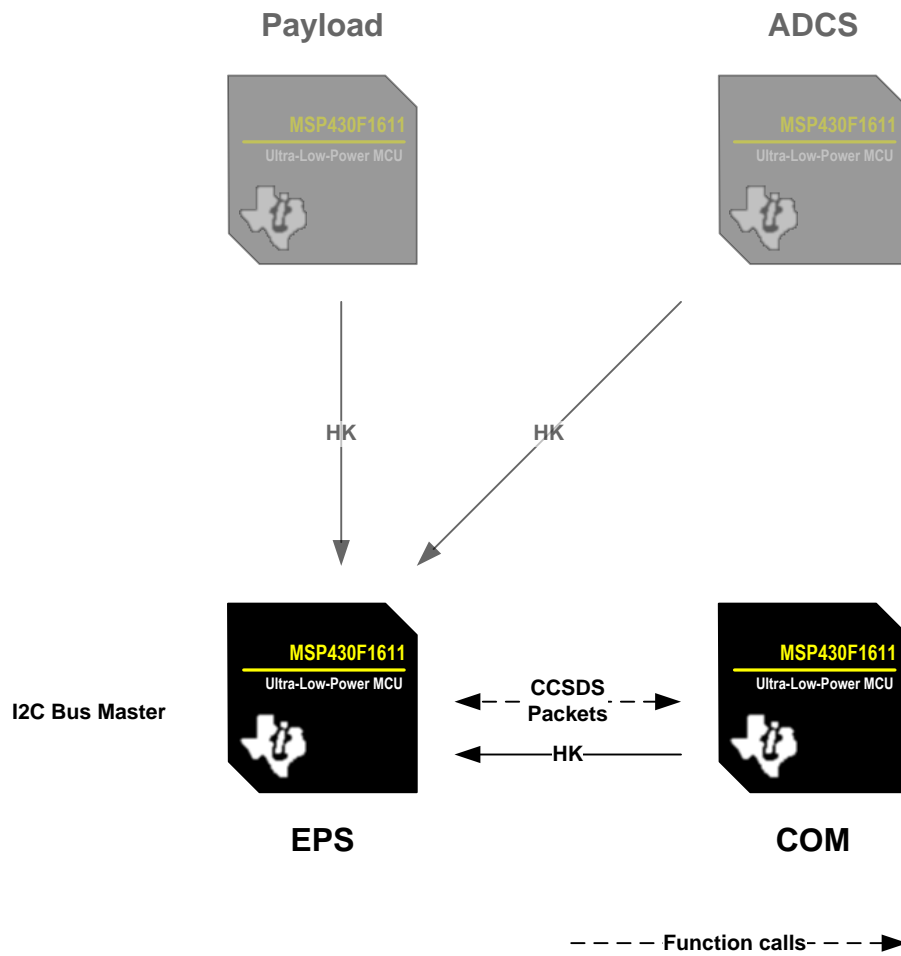 Payload
ADCS
MSP430F1611
Ultra-Low-Power MCU
MSP430F1611
Ultra-Low-Power MCU
HK
HK
MSP430F1611
Ultra-Low-Power MCU
MSP430F1611
Ultra-Low-Power MCU
I2C Bus Master
CCSDS
Packets
HK
EPS
COM
Function calls